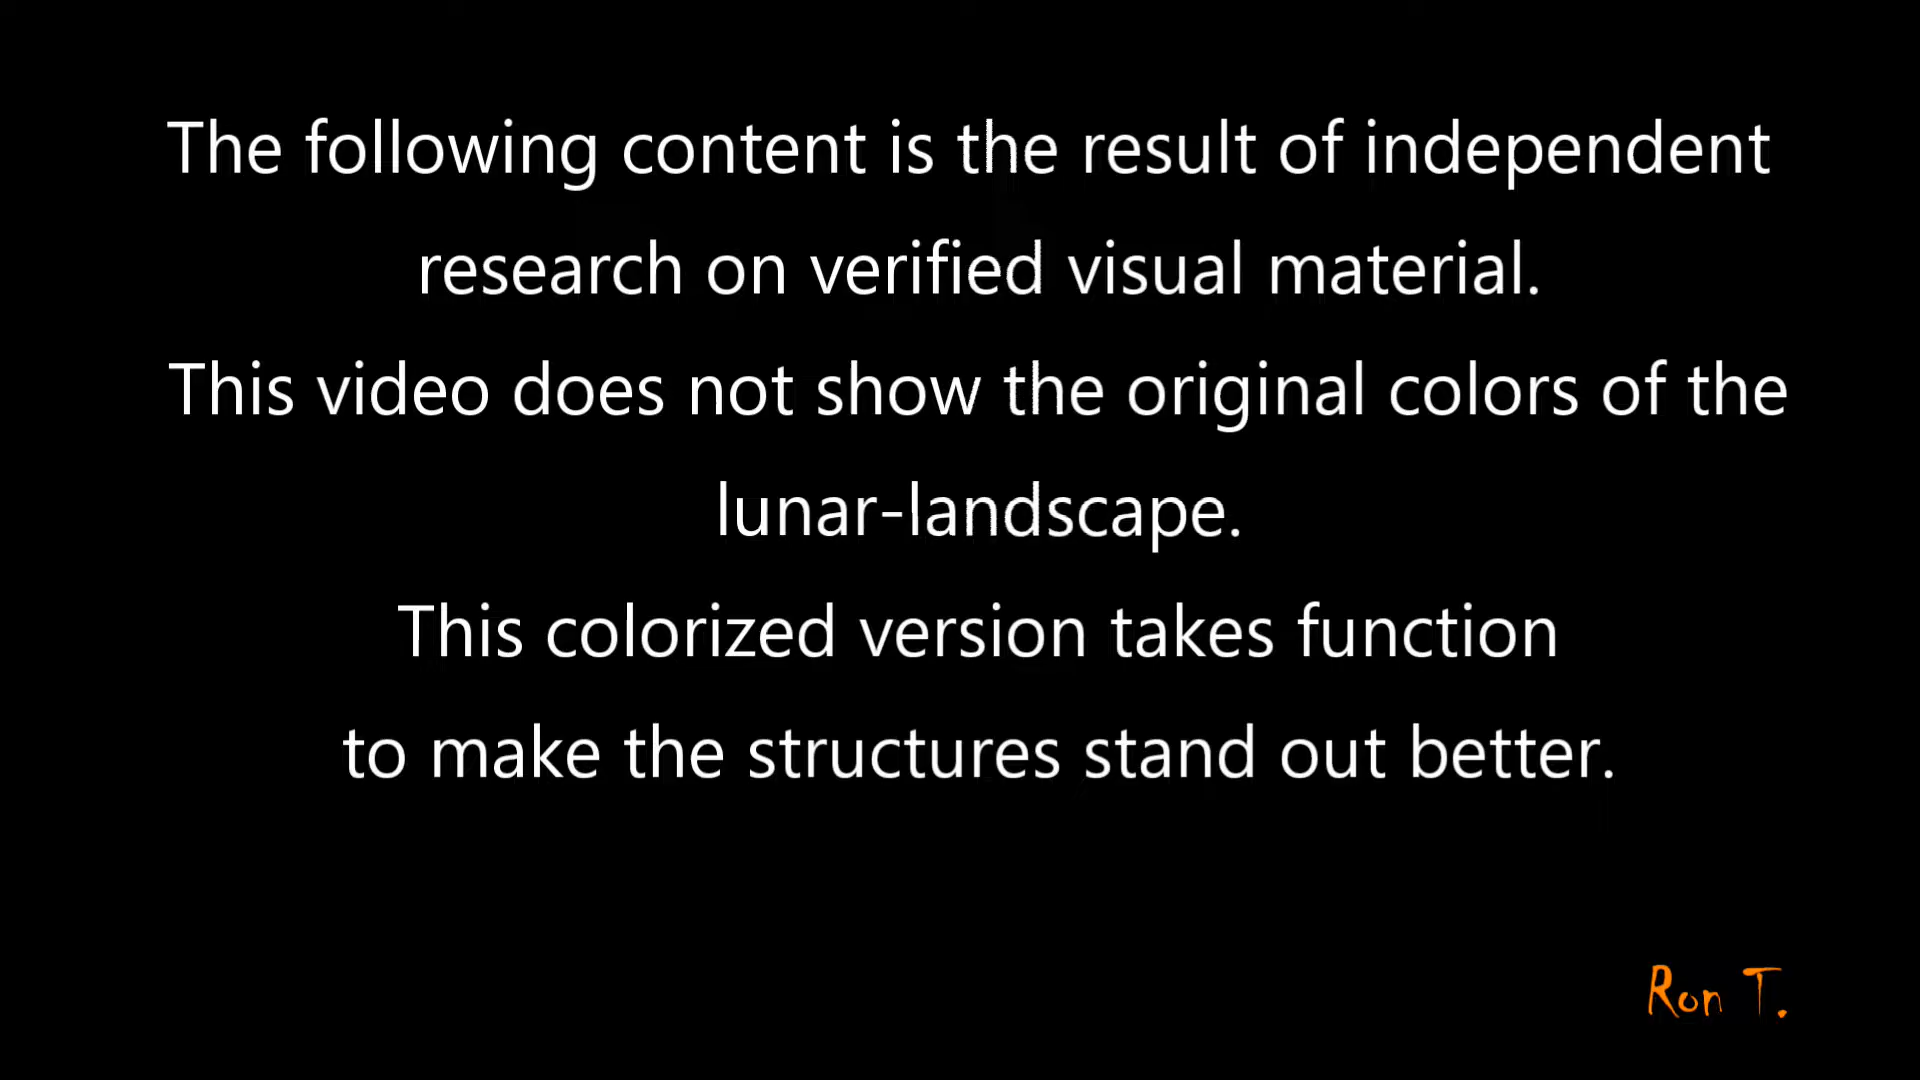 The following content is the result of independent
research on verified visual material.
This video does not show the original colors of the
lunar-landscape.
This colorized version takes function
to make the structures stand out better.
Ron T.